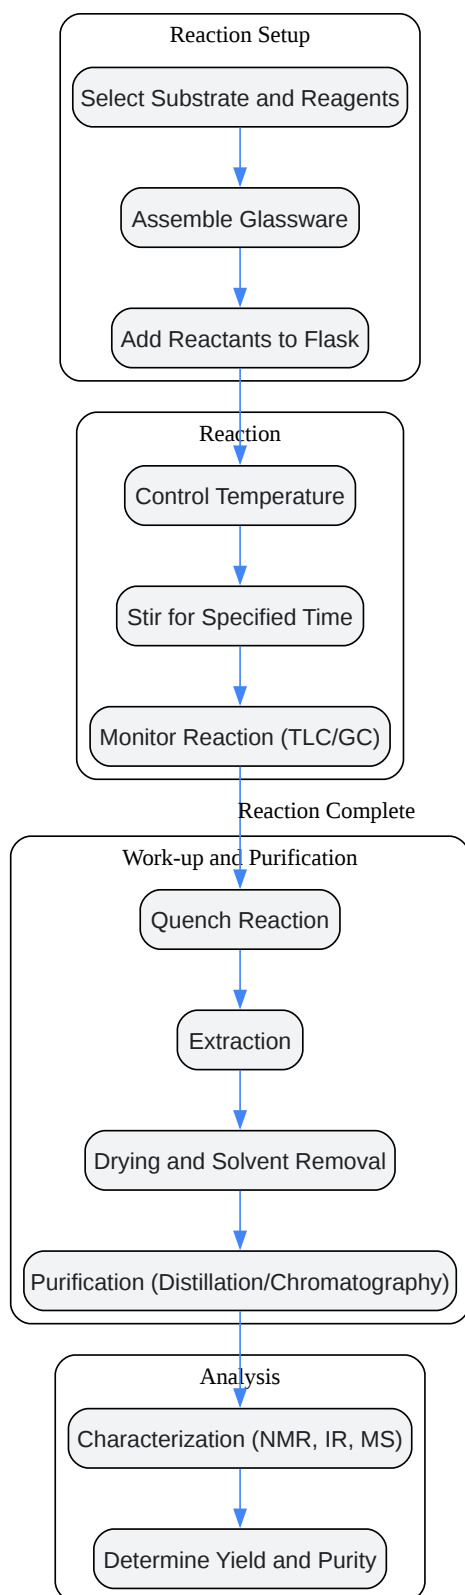 Reaction Setup
Select Substrate and Reagents
Assemble Glassware
Add Reactants to Flask
Reaction
Control Temperature
Stir for Specified Time
Monitor Reaction (TLC/GC)
Reaction Complete
Work-up and Purification
Quench Reaction
Extraction
Drying and Solvent Removal
Purification (Distillation/Chromatography)
Analysis
Characterization (NMR, IR, MS)
Determine Yield and Purity